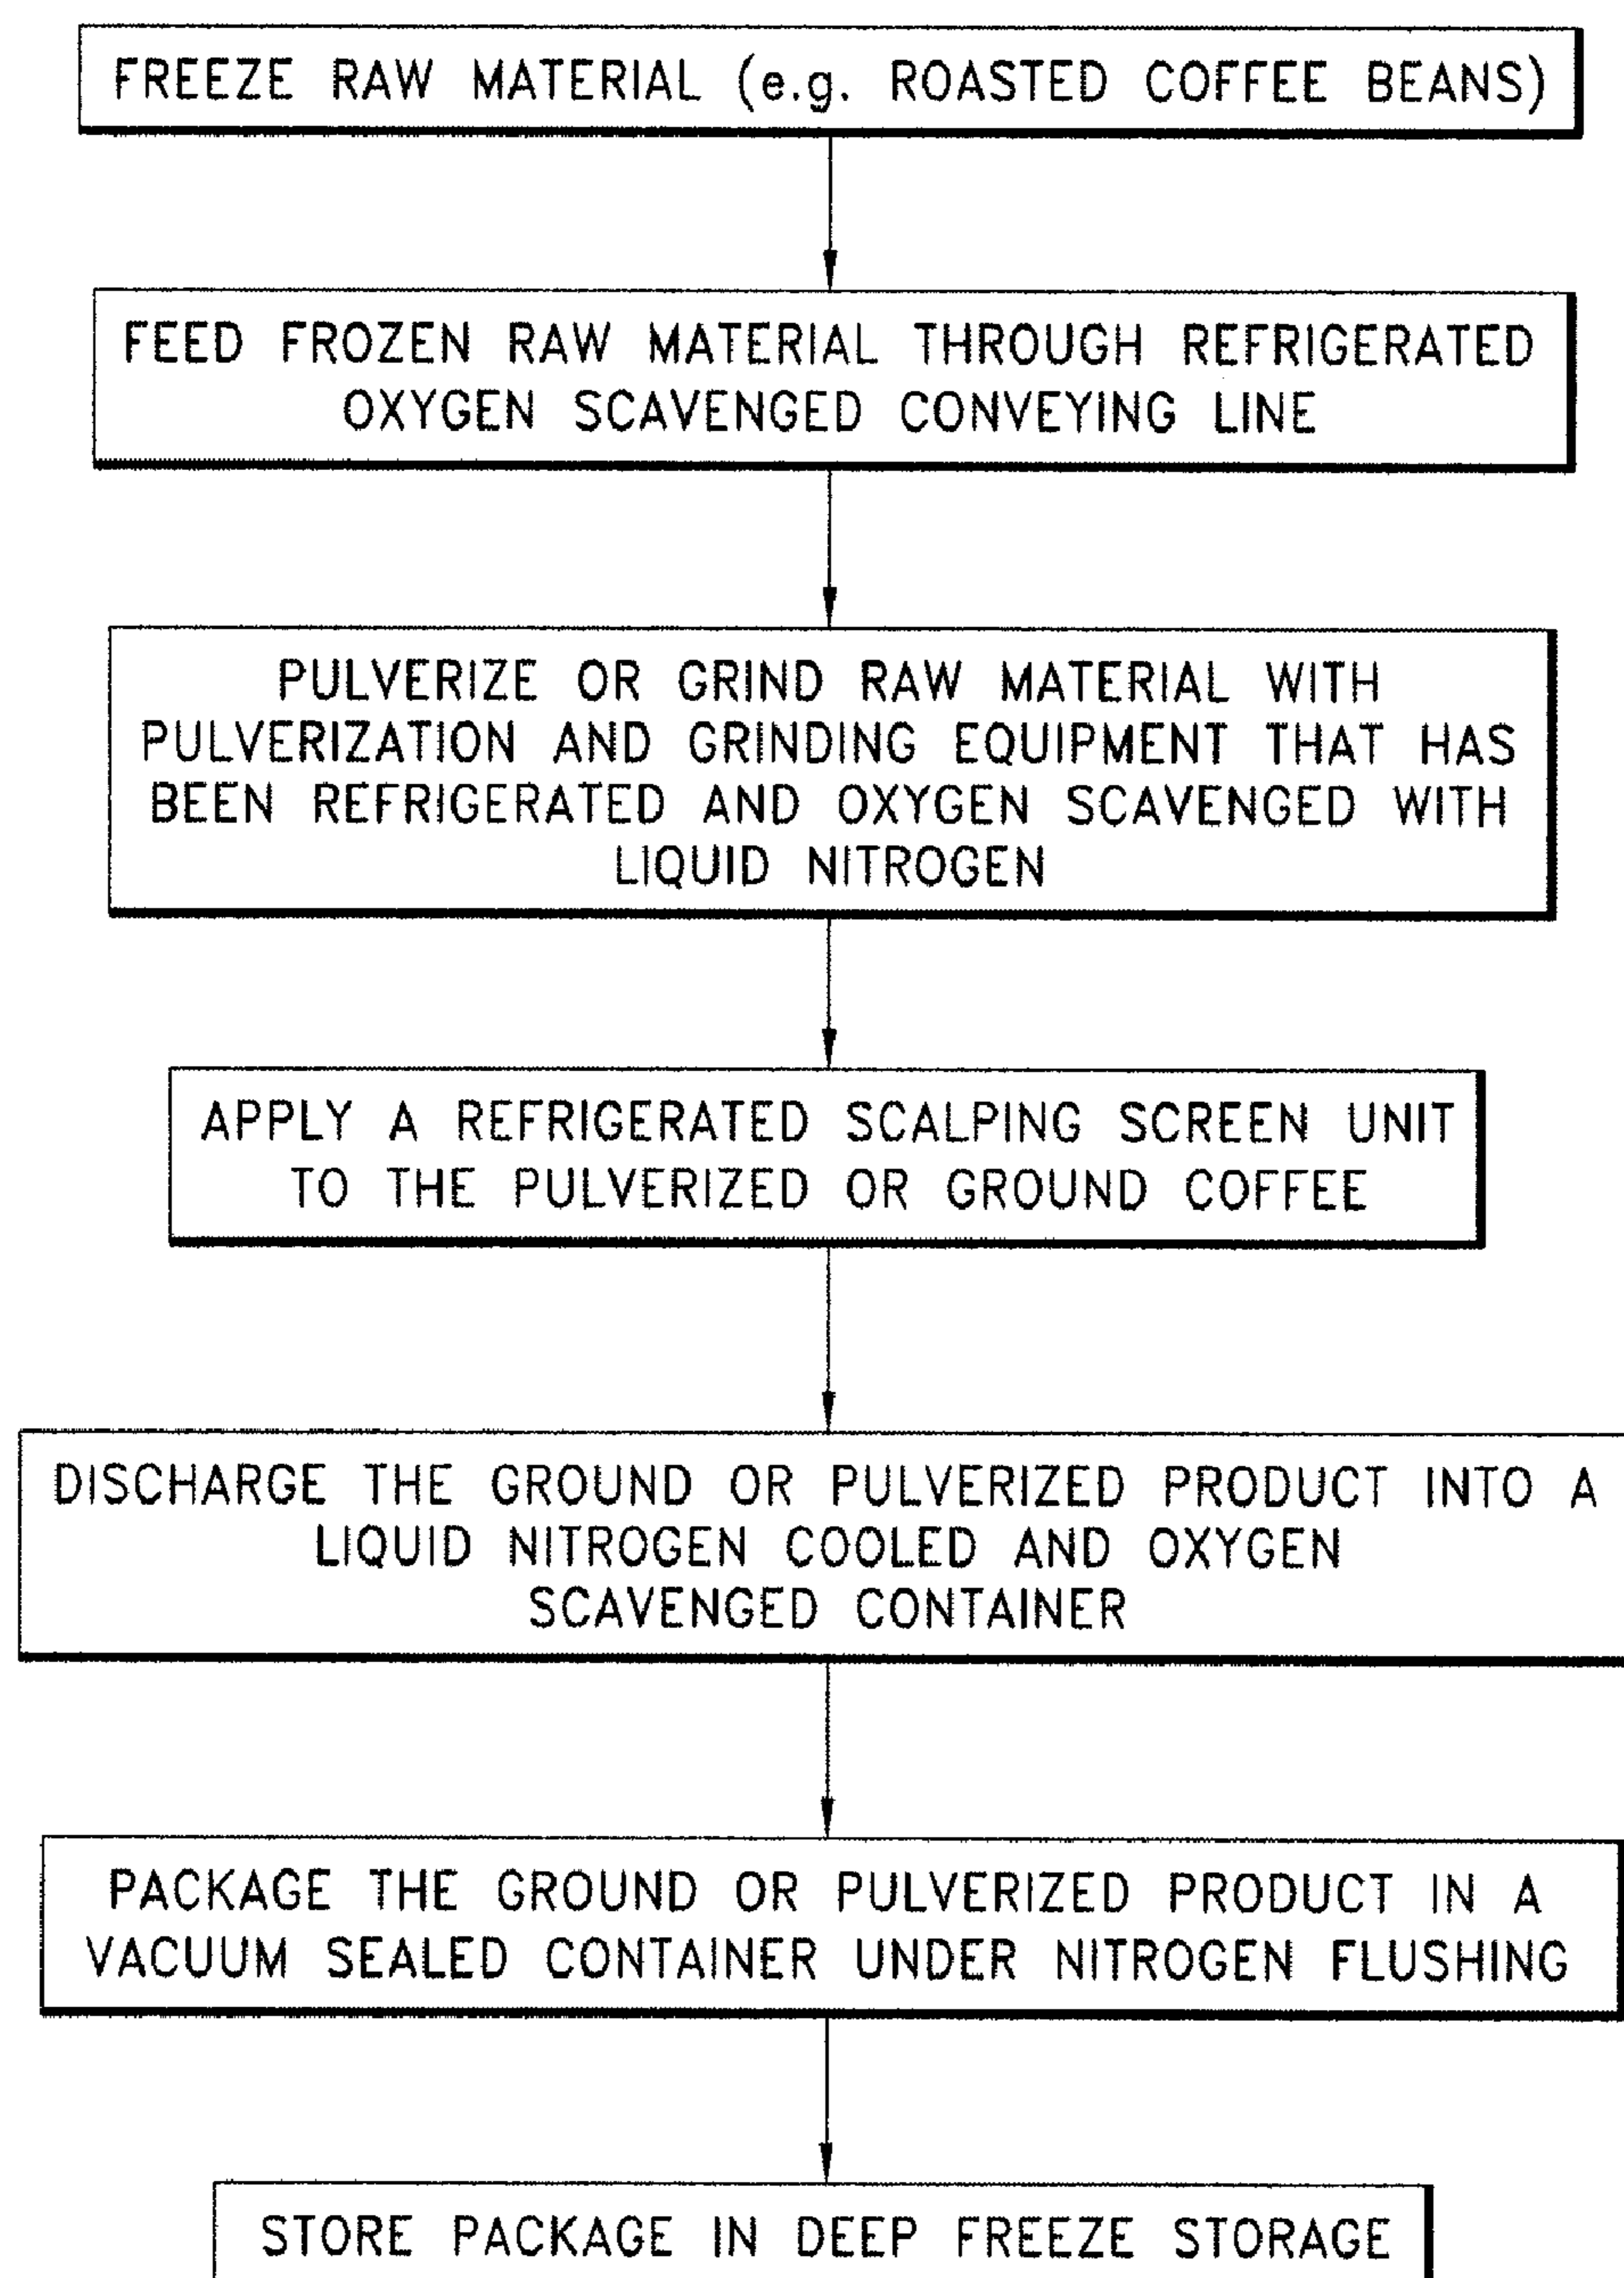 FREEZE RAW MATERIAL (e.g. ROASTED COFFEE BEANS)
FEED FROZEN RAW MATERIAL THROUGH REFRIGERATED
OXYGEN SCAVENGED CONVEYING LINE
PULVERIZE OR GRIND RAW MATERIAL WITH
PULVERIZATION AND GRINDING EQUIPMENT THAT HAS
BEEN REFRIGERATED AND OXYGEN SCAVENGED WITH
LIQUID NITROGEN
APPLY A REFRIGERATED SCALPING SCREEN UNIT
TO THE PULVERIZED OR GROUND COFFEE
DISCHARGE THE GROUND OR PULVERIZED PRODUCT INTO A
LIQUID NITROGEN COOLED AND OXYGEN
SCAVENGED CONTAINER
PACKAGE THE GROUND OR PULVERIZED PRODUCT IN A
VACUUM SEALED CONTAINER UNDER NITROGEN FLUSHING
STORE PACKAGE IN DEEP FREEZE STORAGE